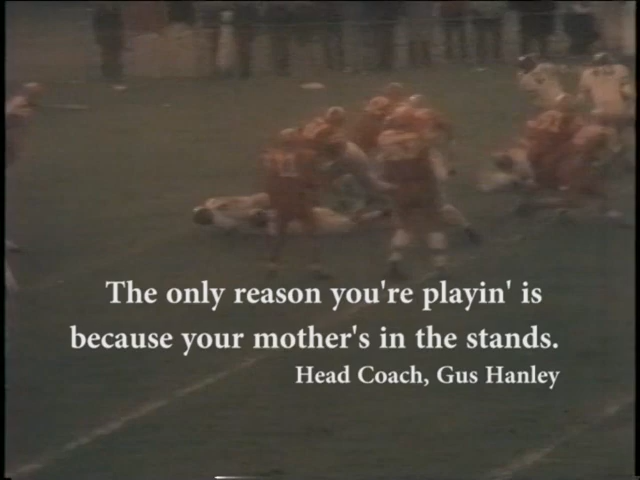 The only reason you're playin' is
because your mother's in the stands.
Head Coach, Gus Hanley